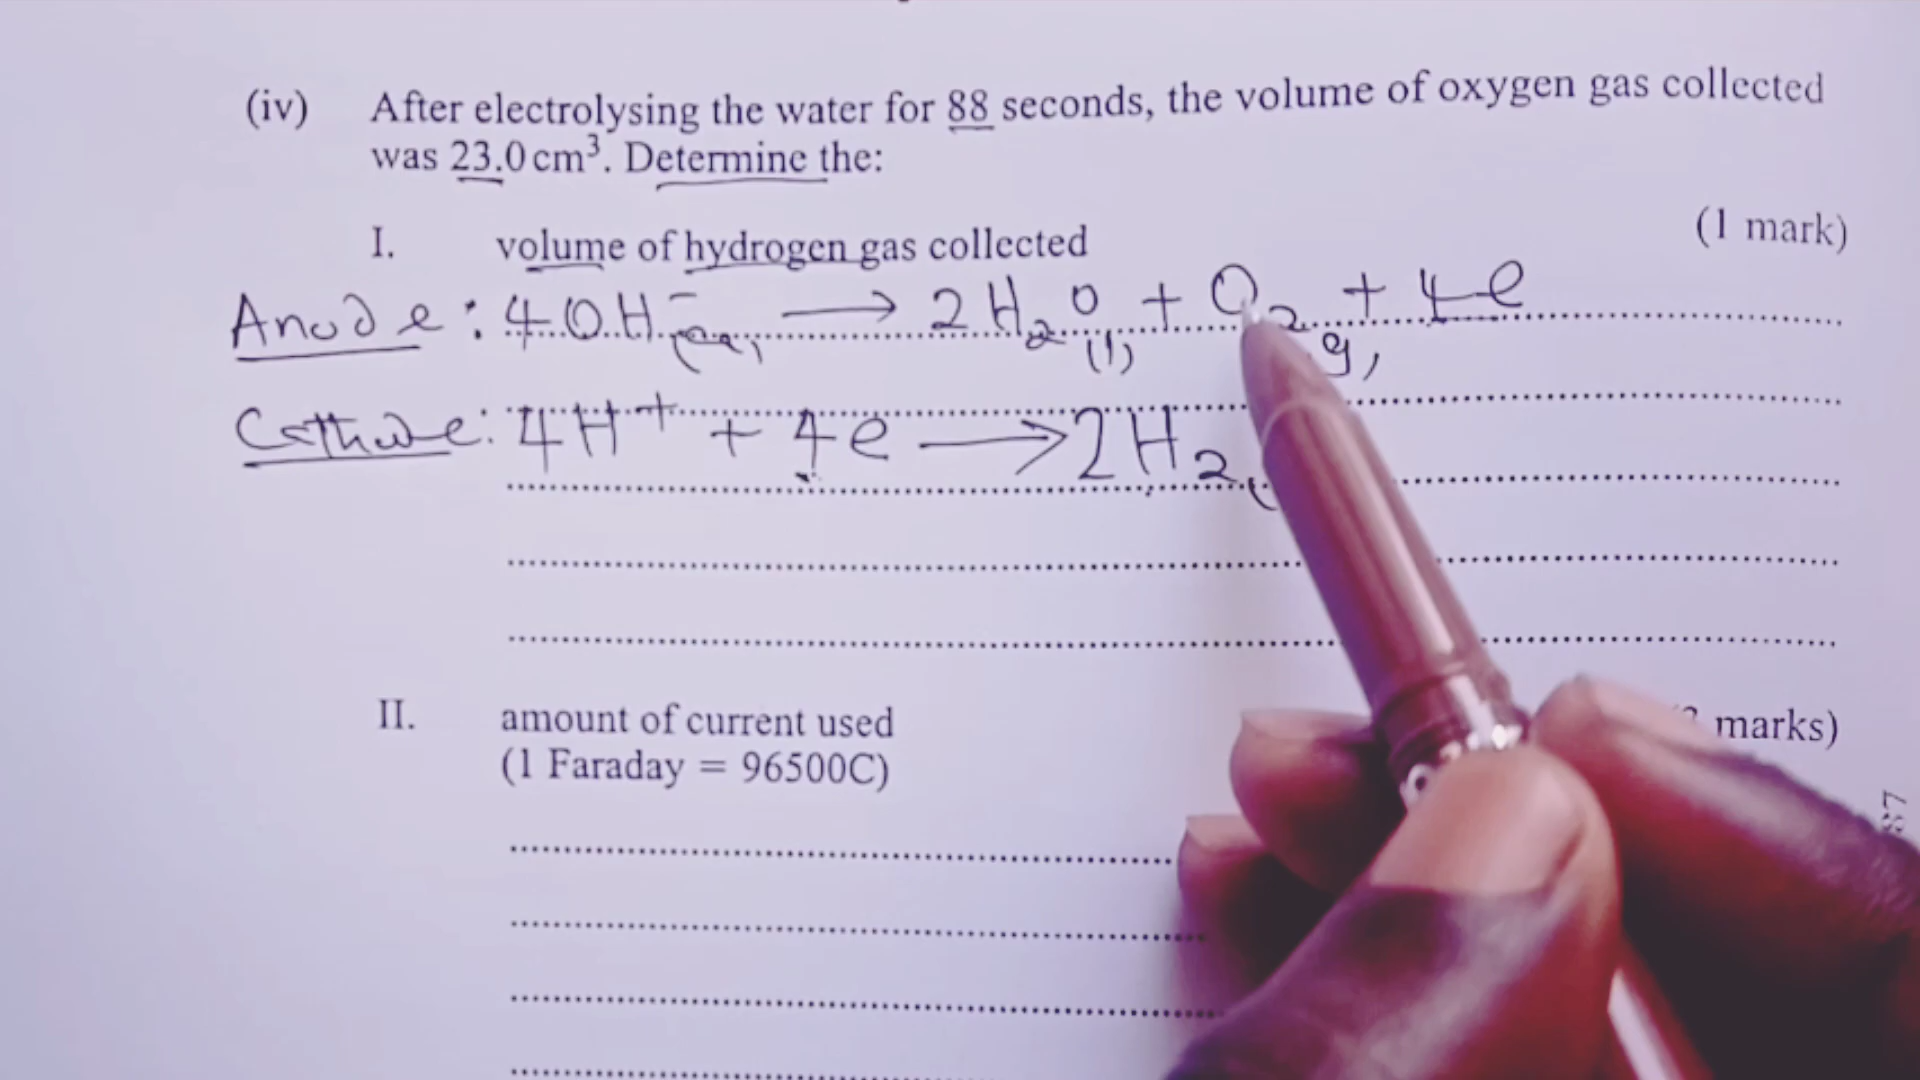 (iv) After electrolysing the water for 88 seconds, the volume of oxygen gas collected
was 23.0 cm³. Determine the:
(1 mark)
I. volume of hydrogen gas collected
Anode : 4OH⁻ → 2H₂O(l) + O₂ + 4e
g)
Cathode: 4H⁺ + 4e → 2H₂(
II. amount of current used marks)
(1 Faraday = 96500C)
87